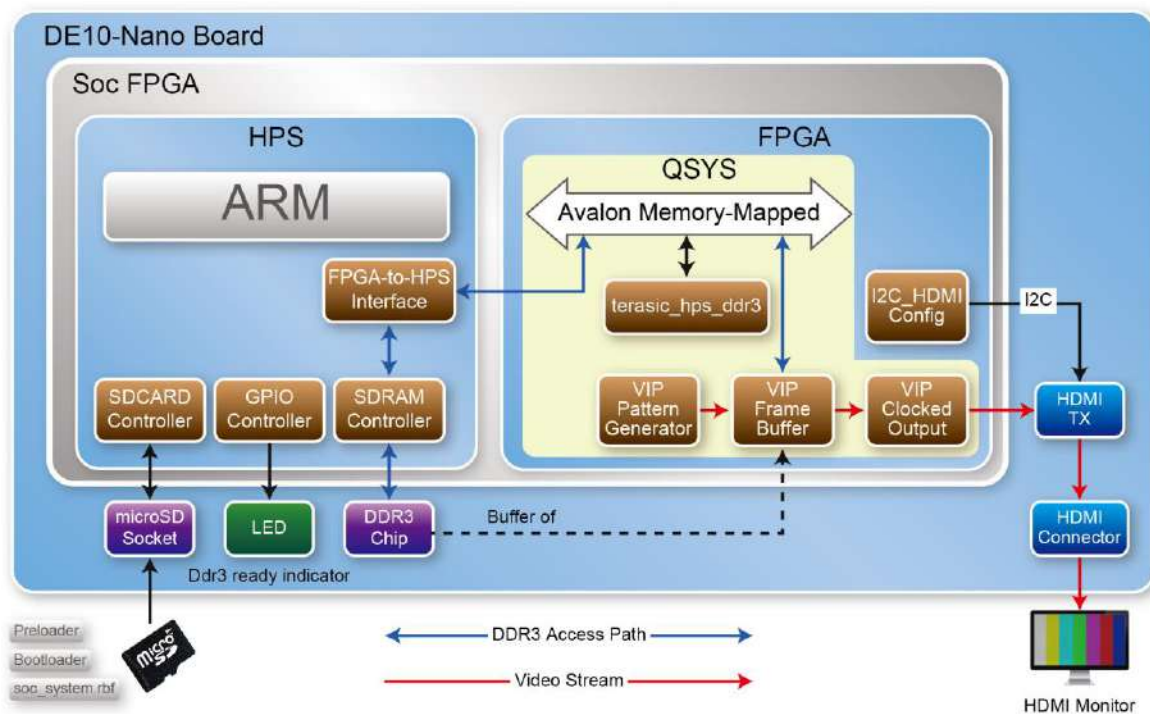 DE10-Nano Board
Soc FPGA
HPS
ARM
FPGA-to-HPS
Interface
SDCARD
Controller
GPIO
Controller
SDRAM
Controller
FPGA
QSYS
Avalon Memory-Mapped
terasic_hps_ddr3
I2C_HDMI
Config
I2C
VIP
Pattern
Generator
VIP
Frame
Buffer
VIP
Clocked
Output
HDMI
TX
microSD
Socket
LED
DDR3
Chip
Buffer of
HDMI
Connector
Ddr3 ready indicator
Preloader
Bootloader
soc_system.rbf
micro
SD
DDR3 Access Path
Video Stream
HDMI Monitor